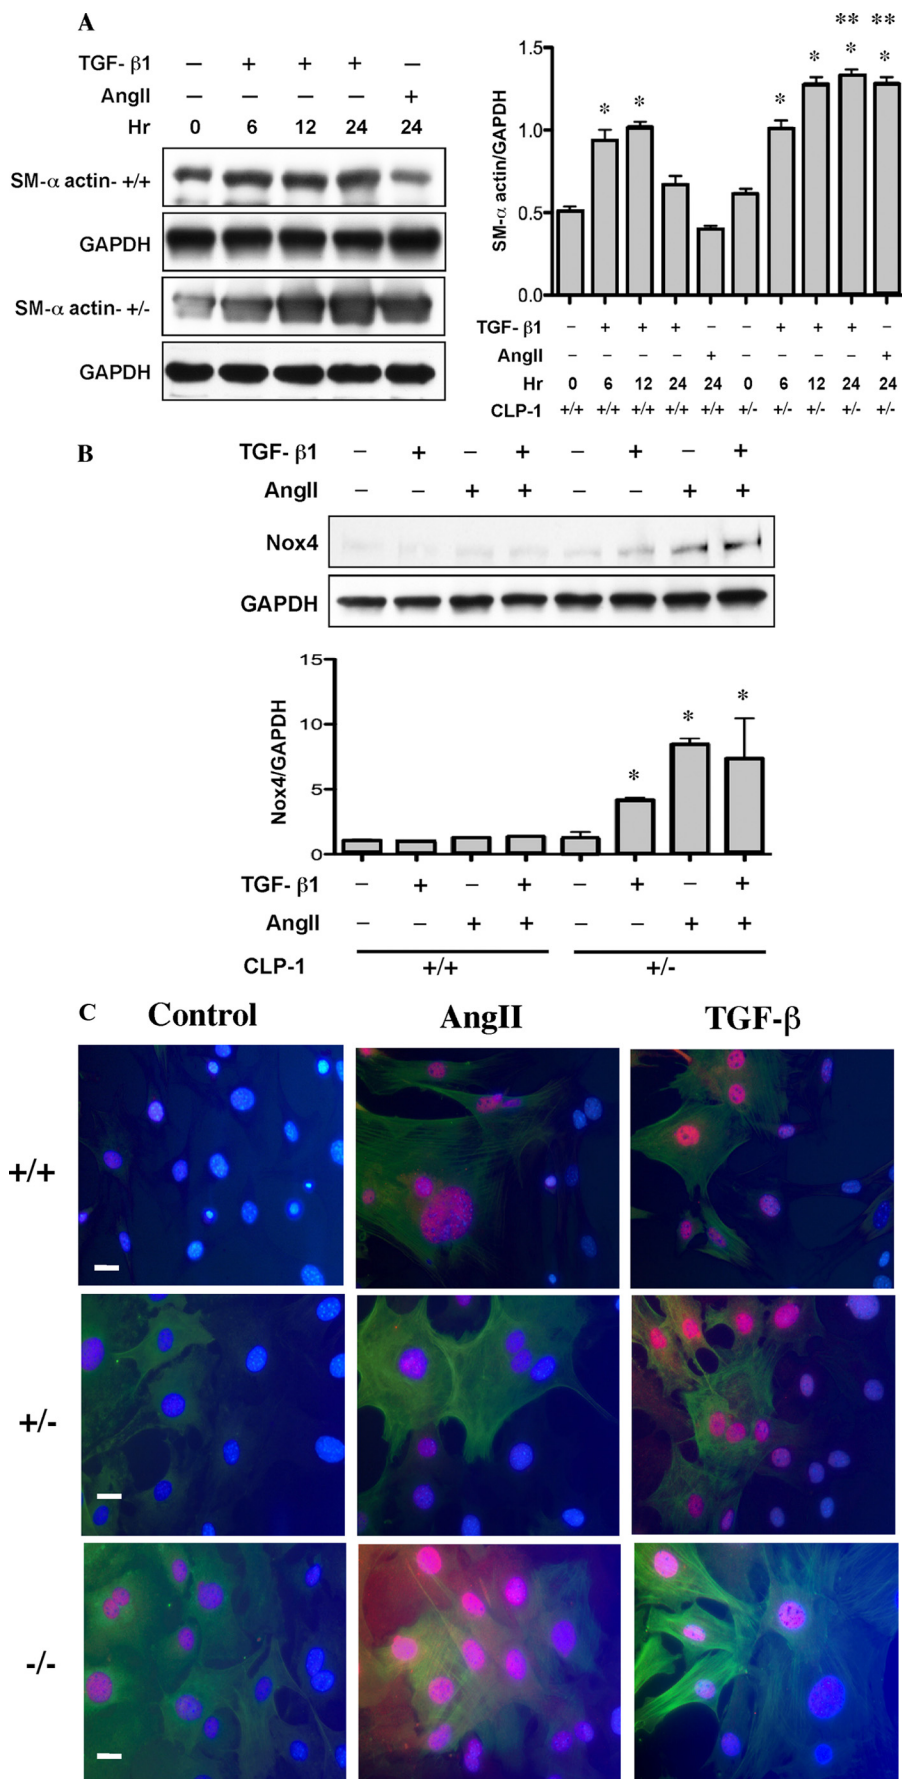 A
TGF- β1 – + + + –
AngII – – – – +
Hr 0 6 12 24 24
SM-α actin- +/+
GAPDH
SM-α actin- +/-
GAPDH
** **
* * * * * *
SM-α actin/GAPDH
1.5
1.0
0.5
0.0
TGF- β1 – + + + – – + + + –
AngII – – – – + – – – – +
Hr 0 6 12 24 24 0 6 12 24 24
CLP-1 +/+ +/+ +/+ +/+ +/+ +/- +/- +/- +/- +/-
B
TGF- β1 – + – + – + – +
AngII – – + + – – + +
Nox4
GAPDH
Nox4/GAPDH
15
10
5
0
* * *
TGF- β1 – + – + – + – +
AngII – – + + – – + +
CLP-1 +/+ +/-
C
Control AngII TGF-β
+/+
+/-
-/-